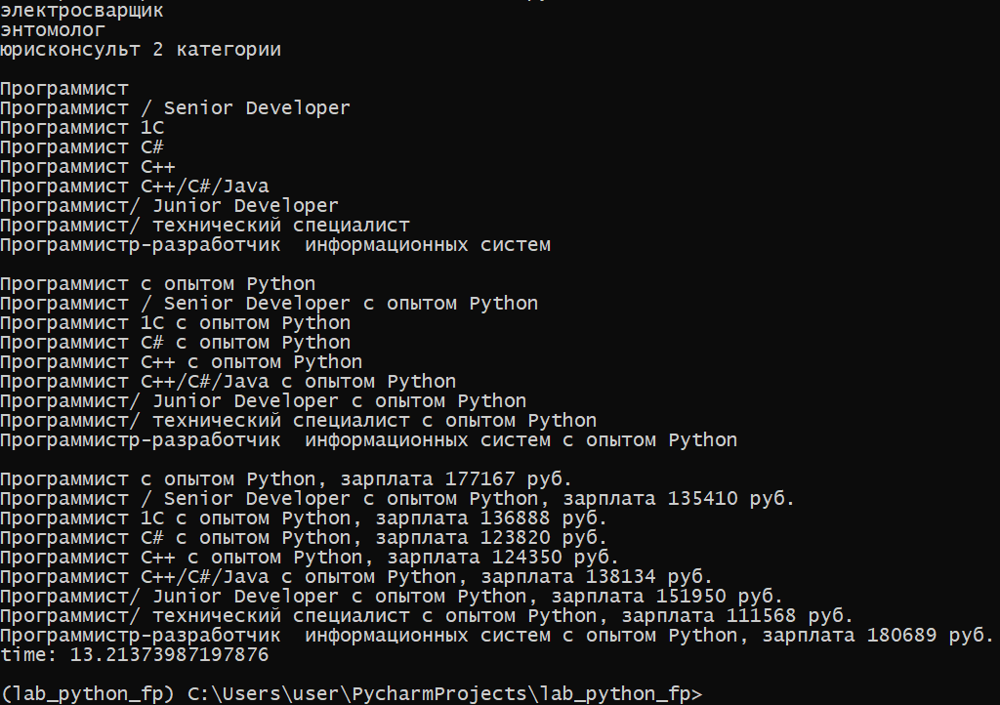 электросварщик
энтомолог
юрисконсульт 2 категории
Программист
Программист / Senior Developer
Программист 1С
Программист C#
Программист C++
Программист C++/C#/Java
Программист/ Junior Developer
Программист/ технический специалист
Программистр-разработчик  информационных систем
Программист с опытом Python
Программист / Senior Developer с опытом Python
Программист 1С с опытом Python
Программист C# с опытом Python
Программист C++ с опытом Python
Программист C++/C#/Java с опытом Python
Программист/ Junior Developer с опытом Python
Программист/ технический специалист с опытом Python
Программистр-разработчик  информационных систем с опытом Python
Программист с опытом Python, зарплата 177167 руб.
Программист / Senior Developer с опытом Python, зарплата 135410 руб.
Программист 1С с опытом Python, зарплата 136888 руб.
Программист C# с опытом Python, зарплата 123820 руб.
Программист C++ с опытом Python, зарплата 124350 руб.
Программист C++/C#/Java с опытом Python, зарплата 138134 руб.
Программист/ Junior Developer с опытом Python, зарплата 151950 руб.
Программист/ технический специалист с опытом Python, зарплата 111568 руб.
Программистр-разработчик  информационных систем с опытом Python, зарплата 180689 руб.
time: 13.21373987197876
(lab_python_fp) C:\Users\user\PycharmProjects\lab_python_fp>